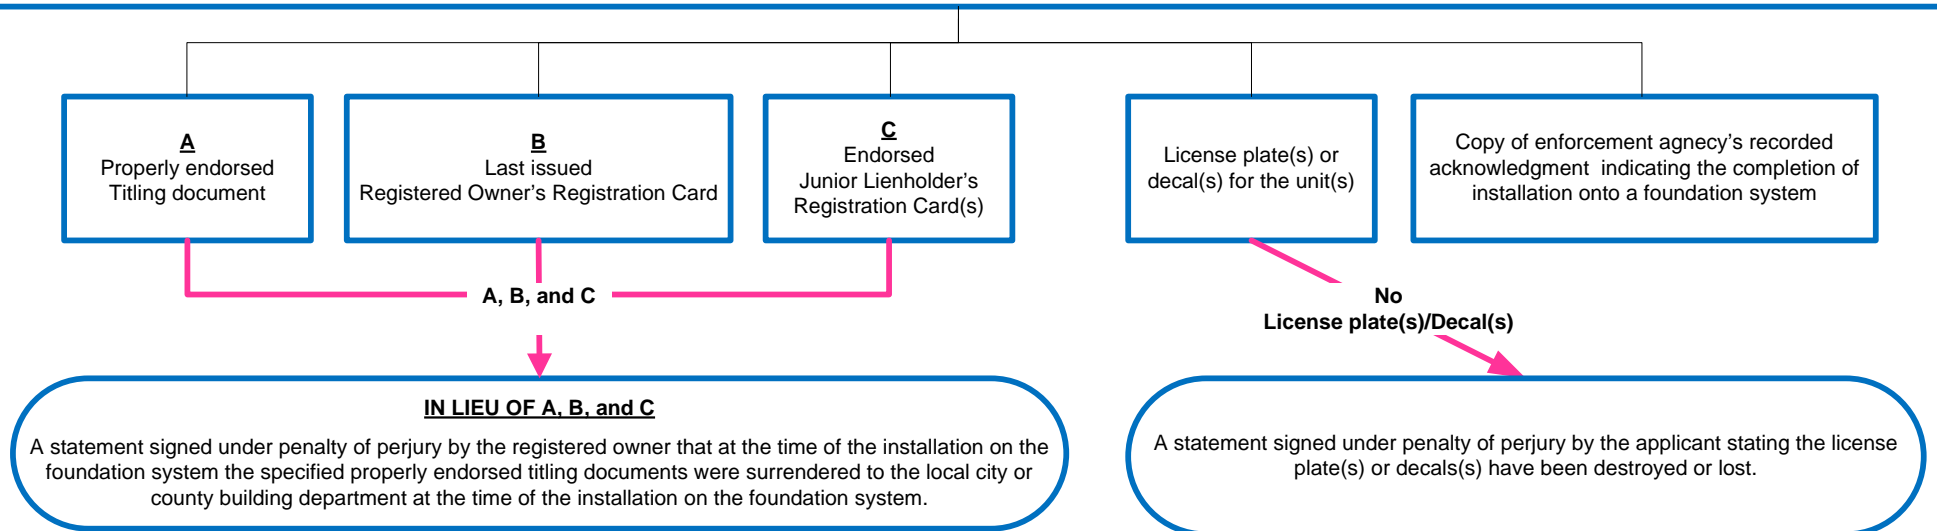 A
Properly endorsed
Titling document
B
Last issued
Registered Owner's Registration Card
C
Endorsed
Junior Lienholder's
Registration Card(s)
License plate(s) or
decal(s) for the unit(s)
Copy of enforcement agnecy's recorded
acknowledgment indicating the completion of
installation onto a foundation system
A, B, and C
No
License plate(s)/Decal(s)
IN LIEU OF A, B, and C
A statement signed under penalty of perjury by the registered owner that at the time of the installation on the
foundation system the specified properly endorsed titling documents were surrendered to the local city or
county building department at the time of the installation on the foundation system.
A statement signed under penalty of perjury by the applicant stating the license
plate(s) or decals(s) have been destroyed or lost.